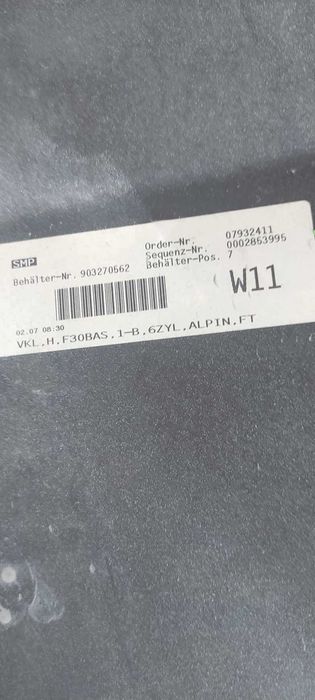 SMP
Behälter-Nr. 903270562
Order-Nr. 07932411
Sequenz-Nr. 0002853995
Behälter-Pos. 7
W11
02.07 08:30
VKL,H,F30BAS,1-B,6ZYL,ALPIN,FT